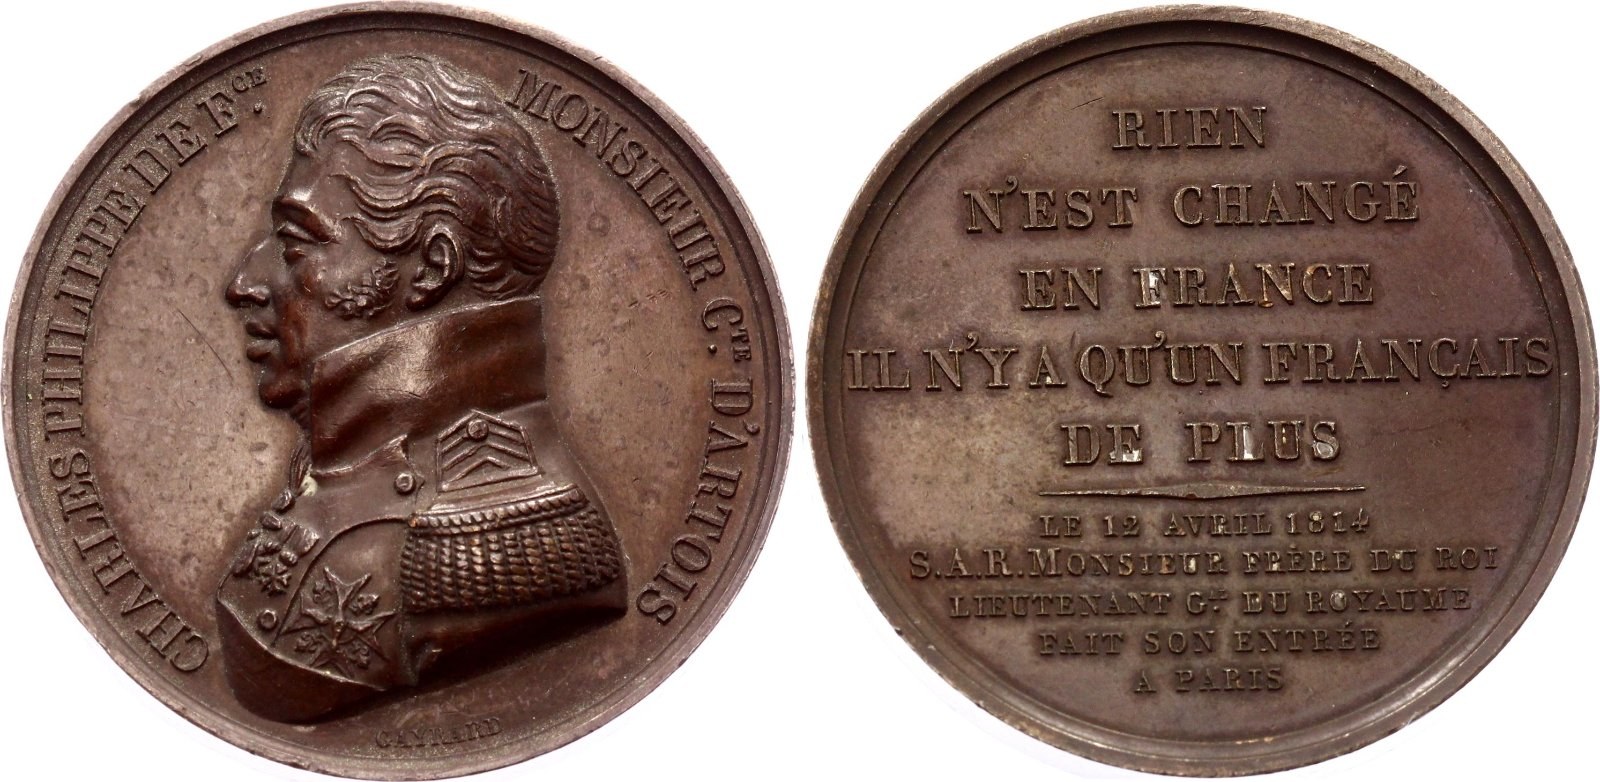 CHARLES PHILIPPE DE F.CE MONSIEUR C.TE D'ARTOIS
GAYRARD
RIEN
N'EST CHANGÉ
EN FRANCE
IL N'Y A QU'UN FRANÇAIS
DE PLUS
LE 12 AVRIL 1814
S.A.R. MONSIEUR FRÈRE DU ROI
LIEUTENANT G.AL DU ROYAUME
FAIT SON ENTRÉE
A PARIS